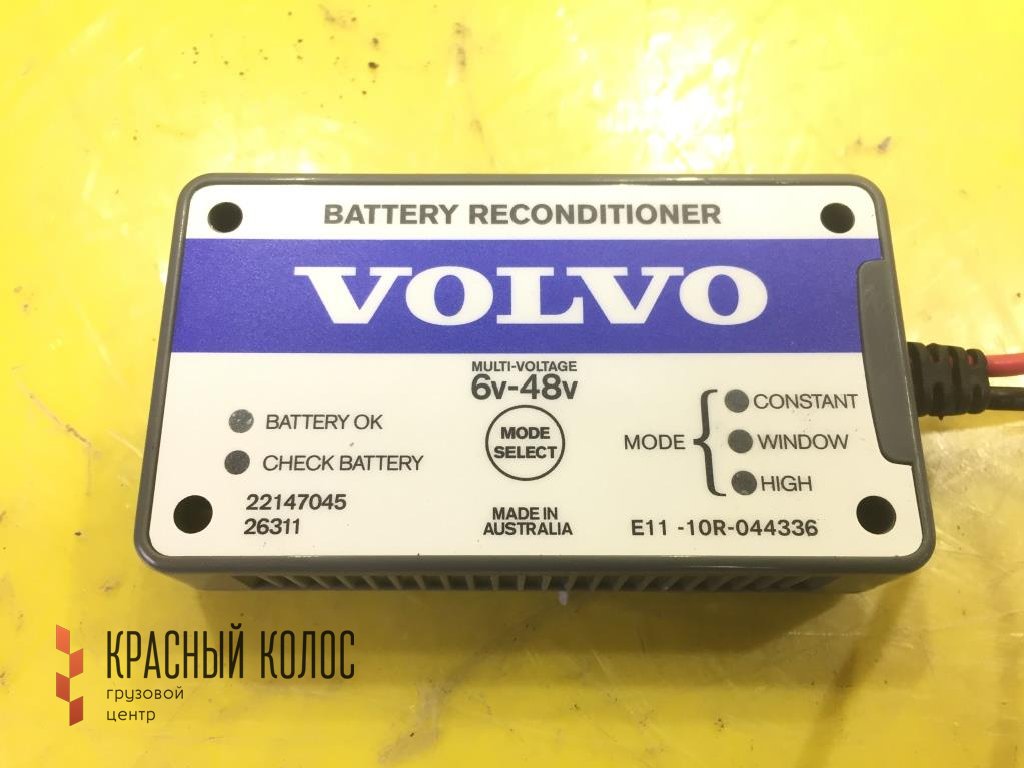 BATTERY RECONDITIONER
VOLVO
MULTI-VOLTAGE
6v-48v
BATTERY OK
CHECK BATTERY
MODE
SELECT
MODE
CONSTANT
WINDOW
HIGH
22147045
26311
MADE IN
AUSTRALIA
E11 -10R-044336
КРАСНЫЙ КОЛОС
грузовой
центр